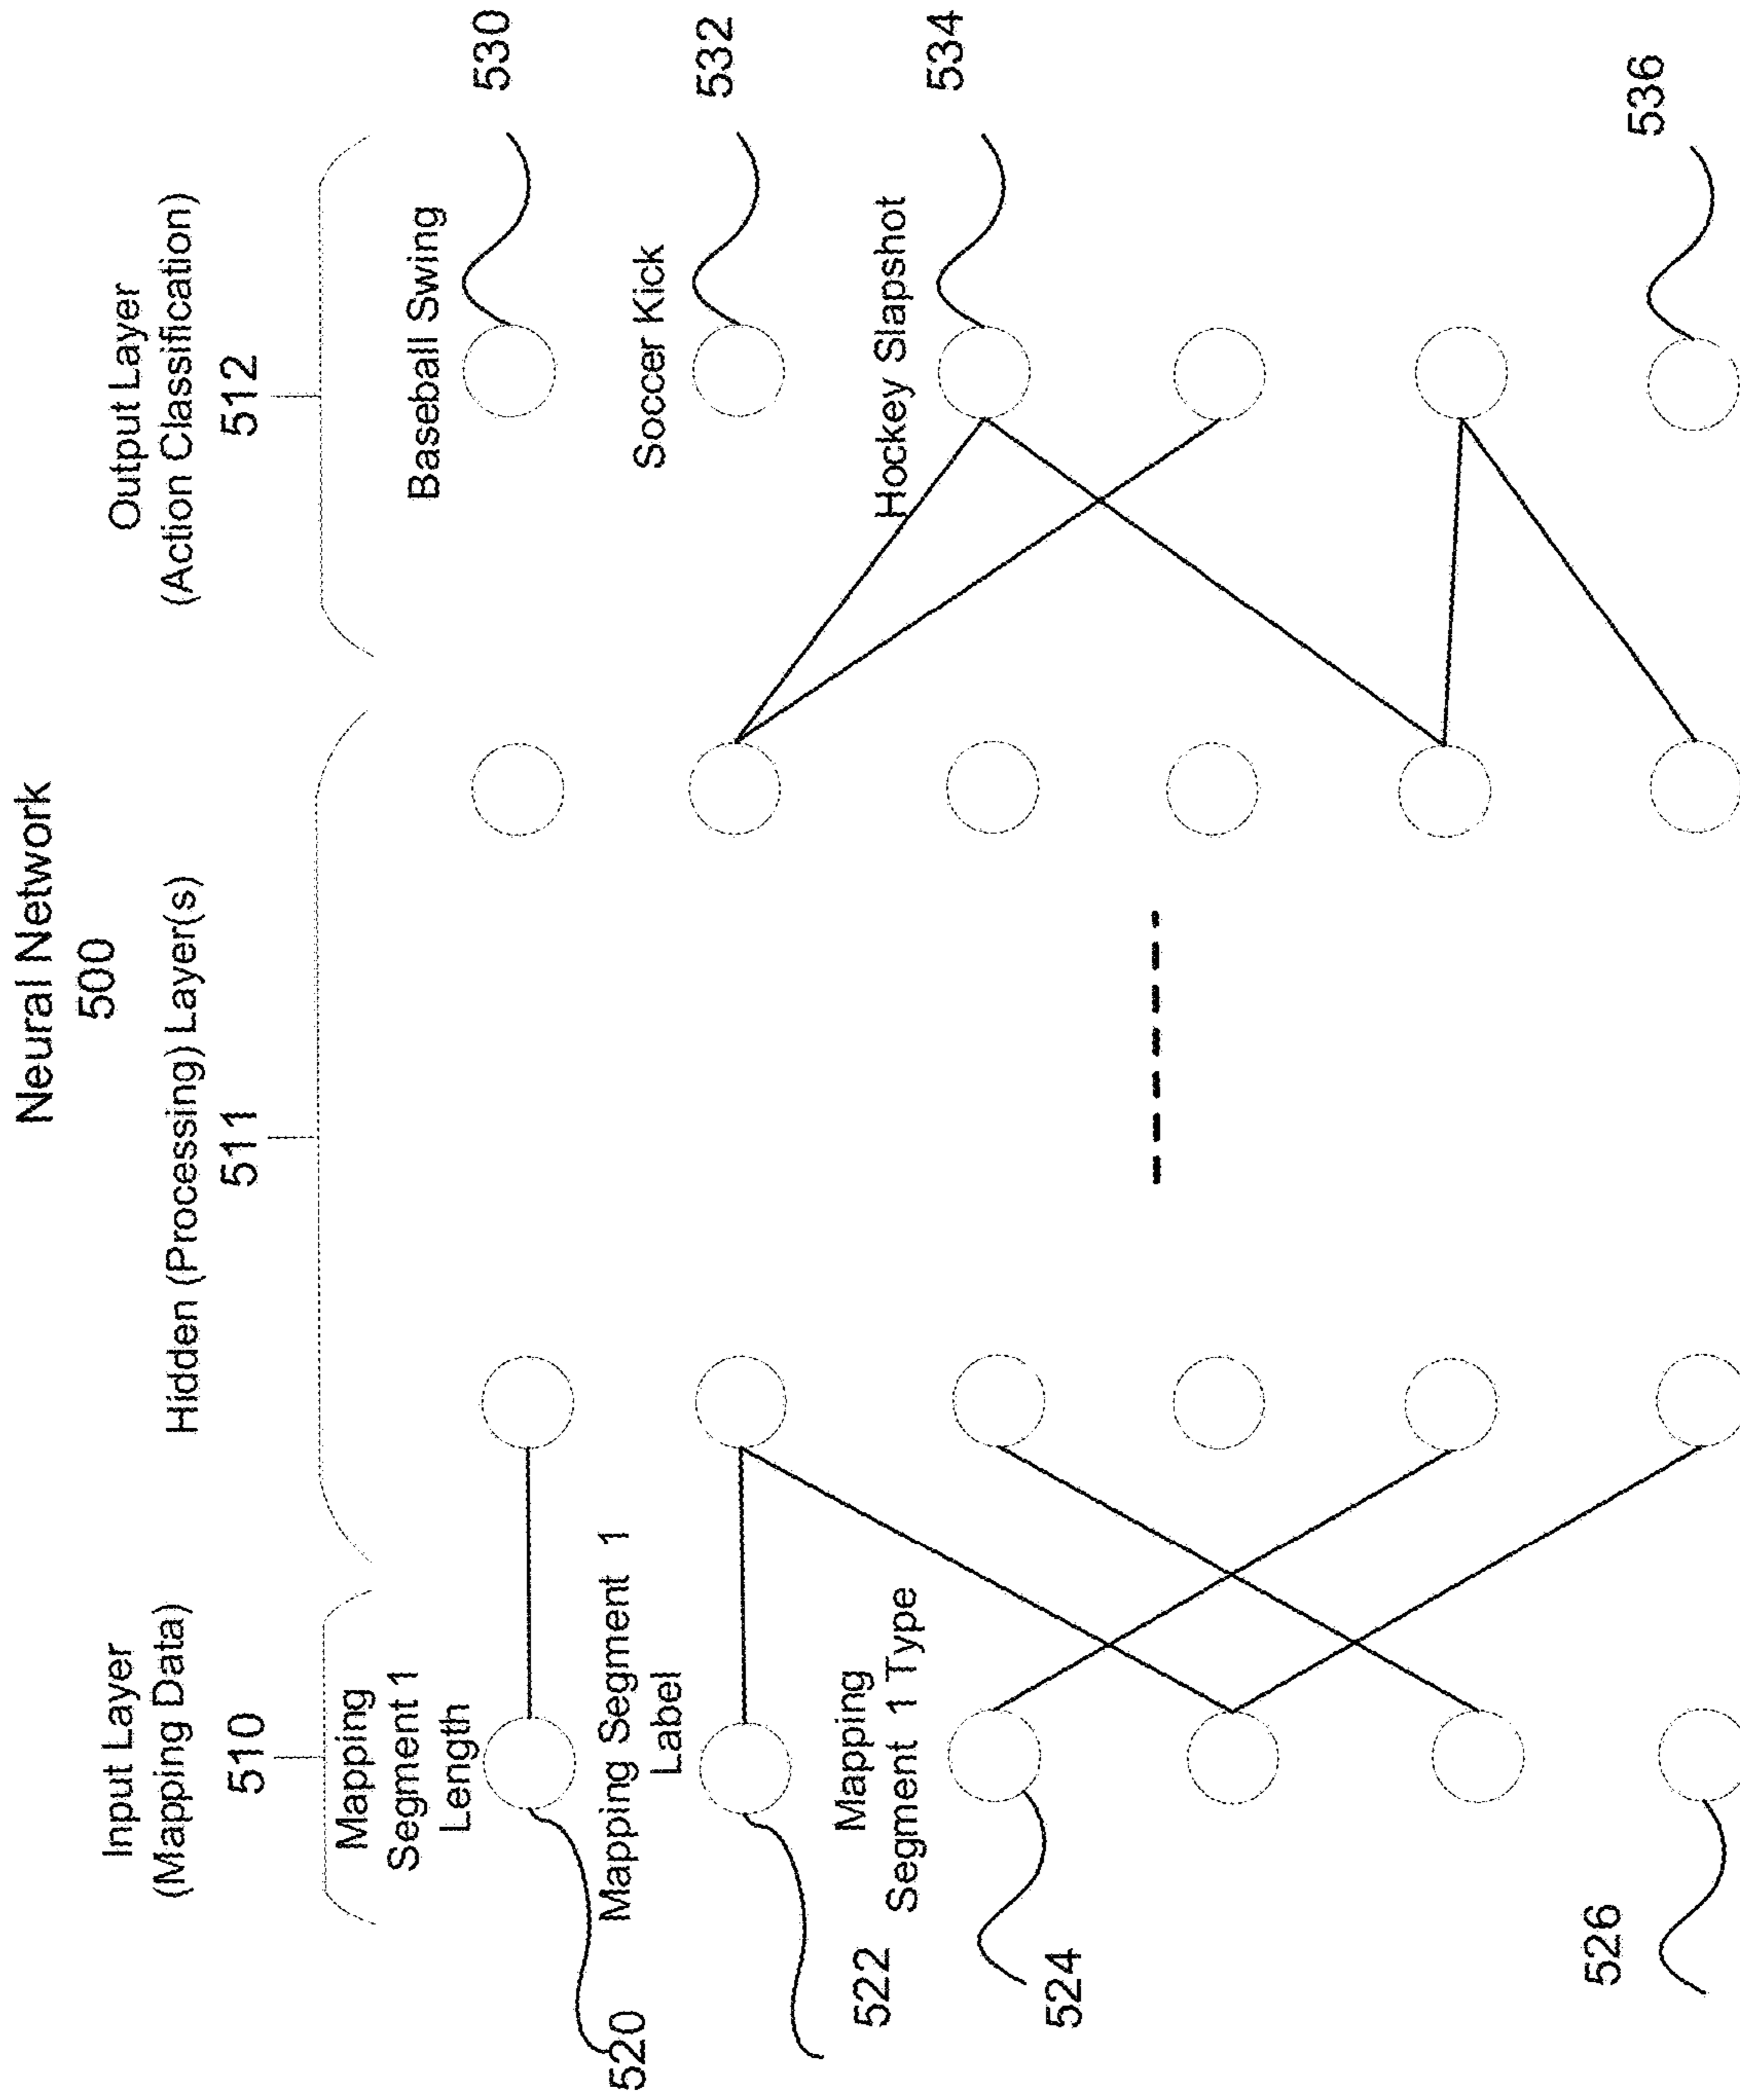 Neural Network
500
Input Layer
(Mapping Data)
510
Hidden (Processing) Layer(s)
511
Output Layer
(Action Classification)
512
Mapping
Segment 1
Length
520
Mapping Segment 1
Label
522
Mapping
Segment 1 Type
524
526
Baseball Swing
530
Soccer Kick
532
Hockey Slapshot
534
536